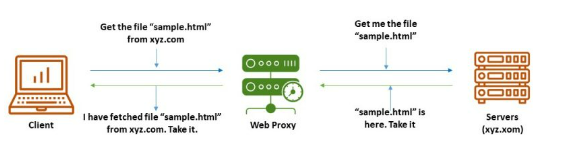 Get the file “sample.html”
from xyz.com
Get me the file
“sample.html”
I have fetched file “sample.html”
from xyz.com. Take it.
“sample.html” is
here. Take it
Client
Web Proxy
Servers
(xyz.xom)